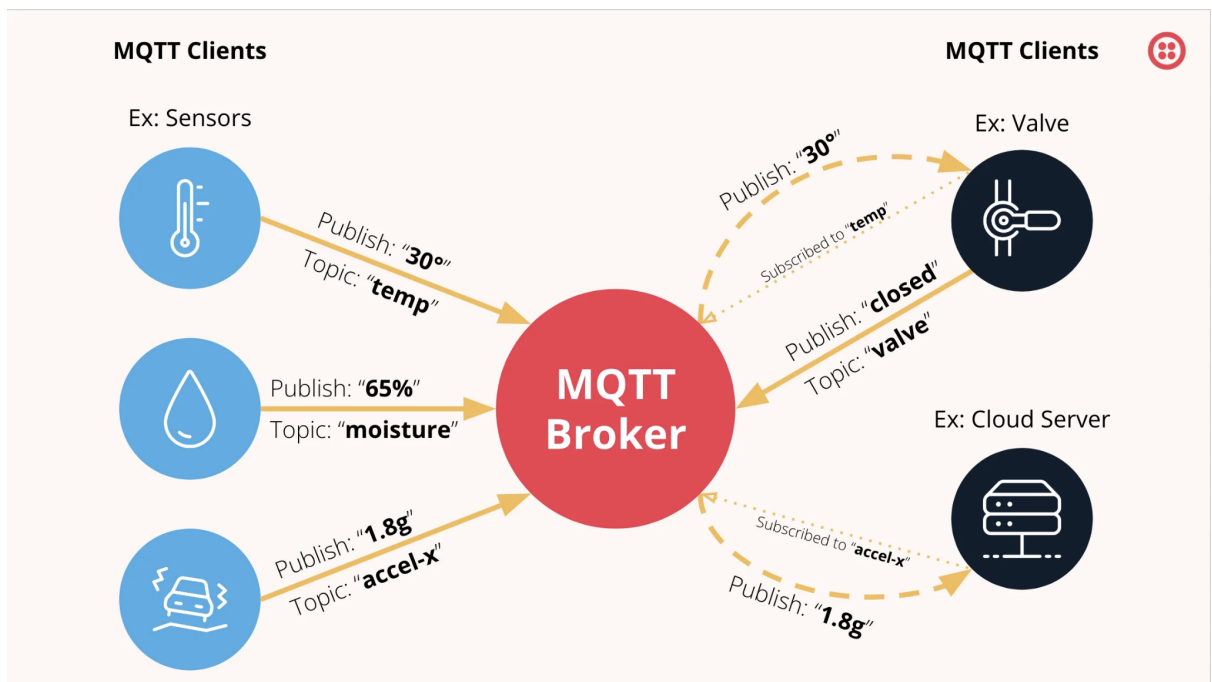 MQTT Clients
MQTT Clients
Ex: Sensors
Ex: Valve
Publish: “30°”
Topic: “temp”
Publish: “65%”
Topic: “moisture”
Publish: “1.8g”
Topic: “accel-x”
MQTT
Broker
Publish: “30°”
Subscribed to “temp”
Publish: “closed”
Topic: “valve”
Ex: Cloud Server
Subscribed to “accel-x”
Publish: “1.8g”